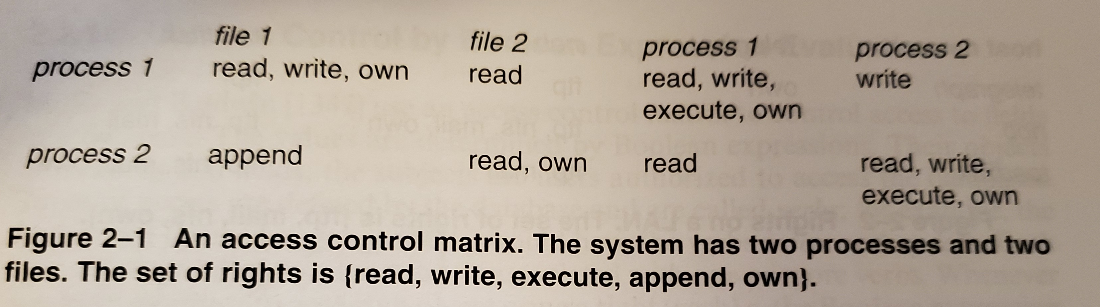 file 1 file 2 process 1 process 2
process 1 read, write, own read read, write, write
execute, own
process 2 append read, own read read, write,
execute, own
Figure 2–1 An access control matrix. The system has two processes and two
files. The set of rights is {read, write, execute, append, own}.